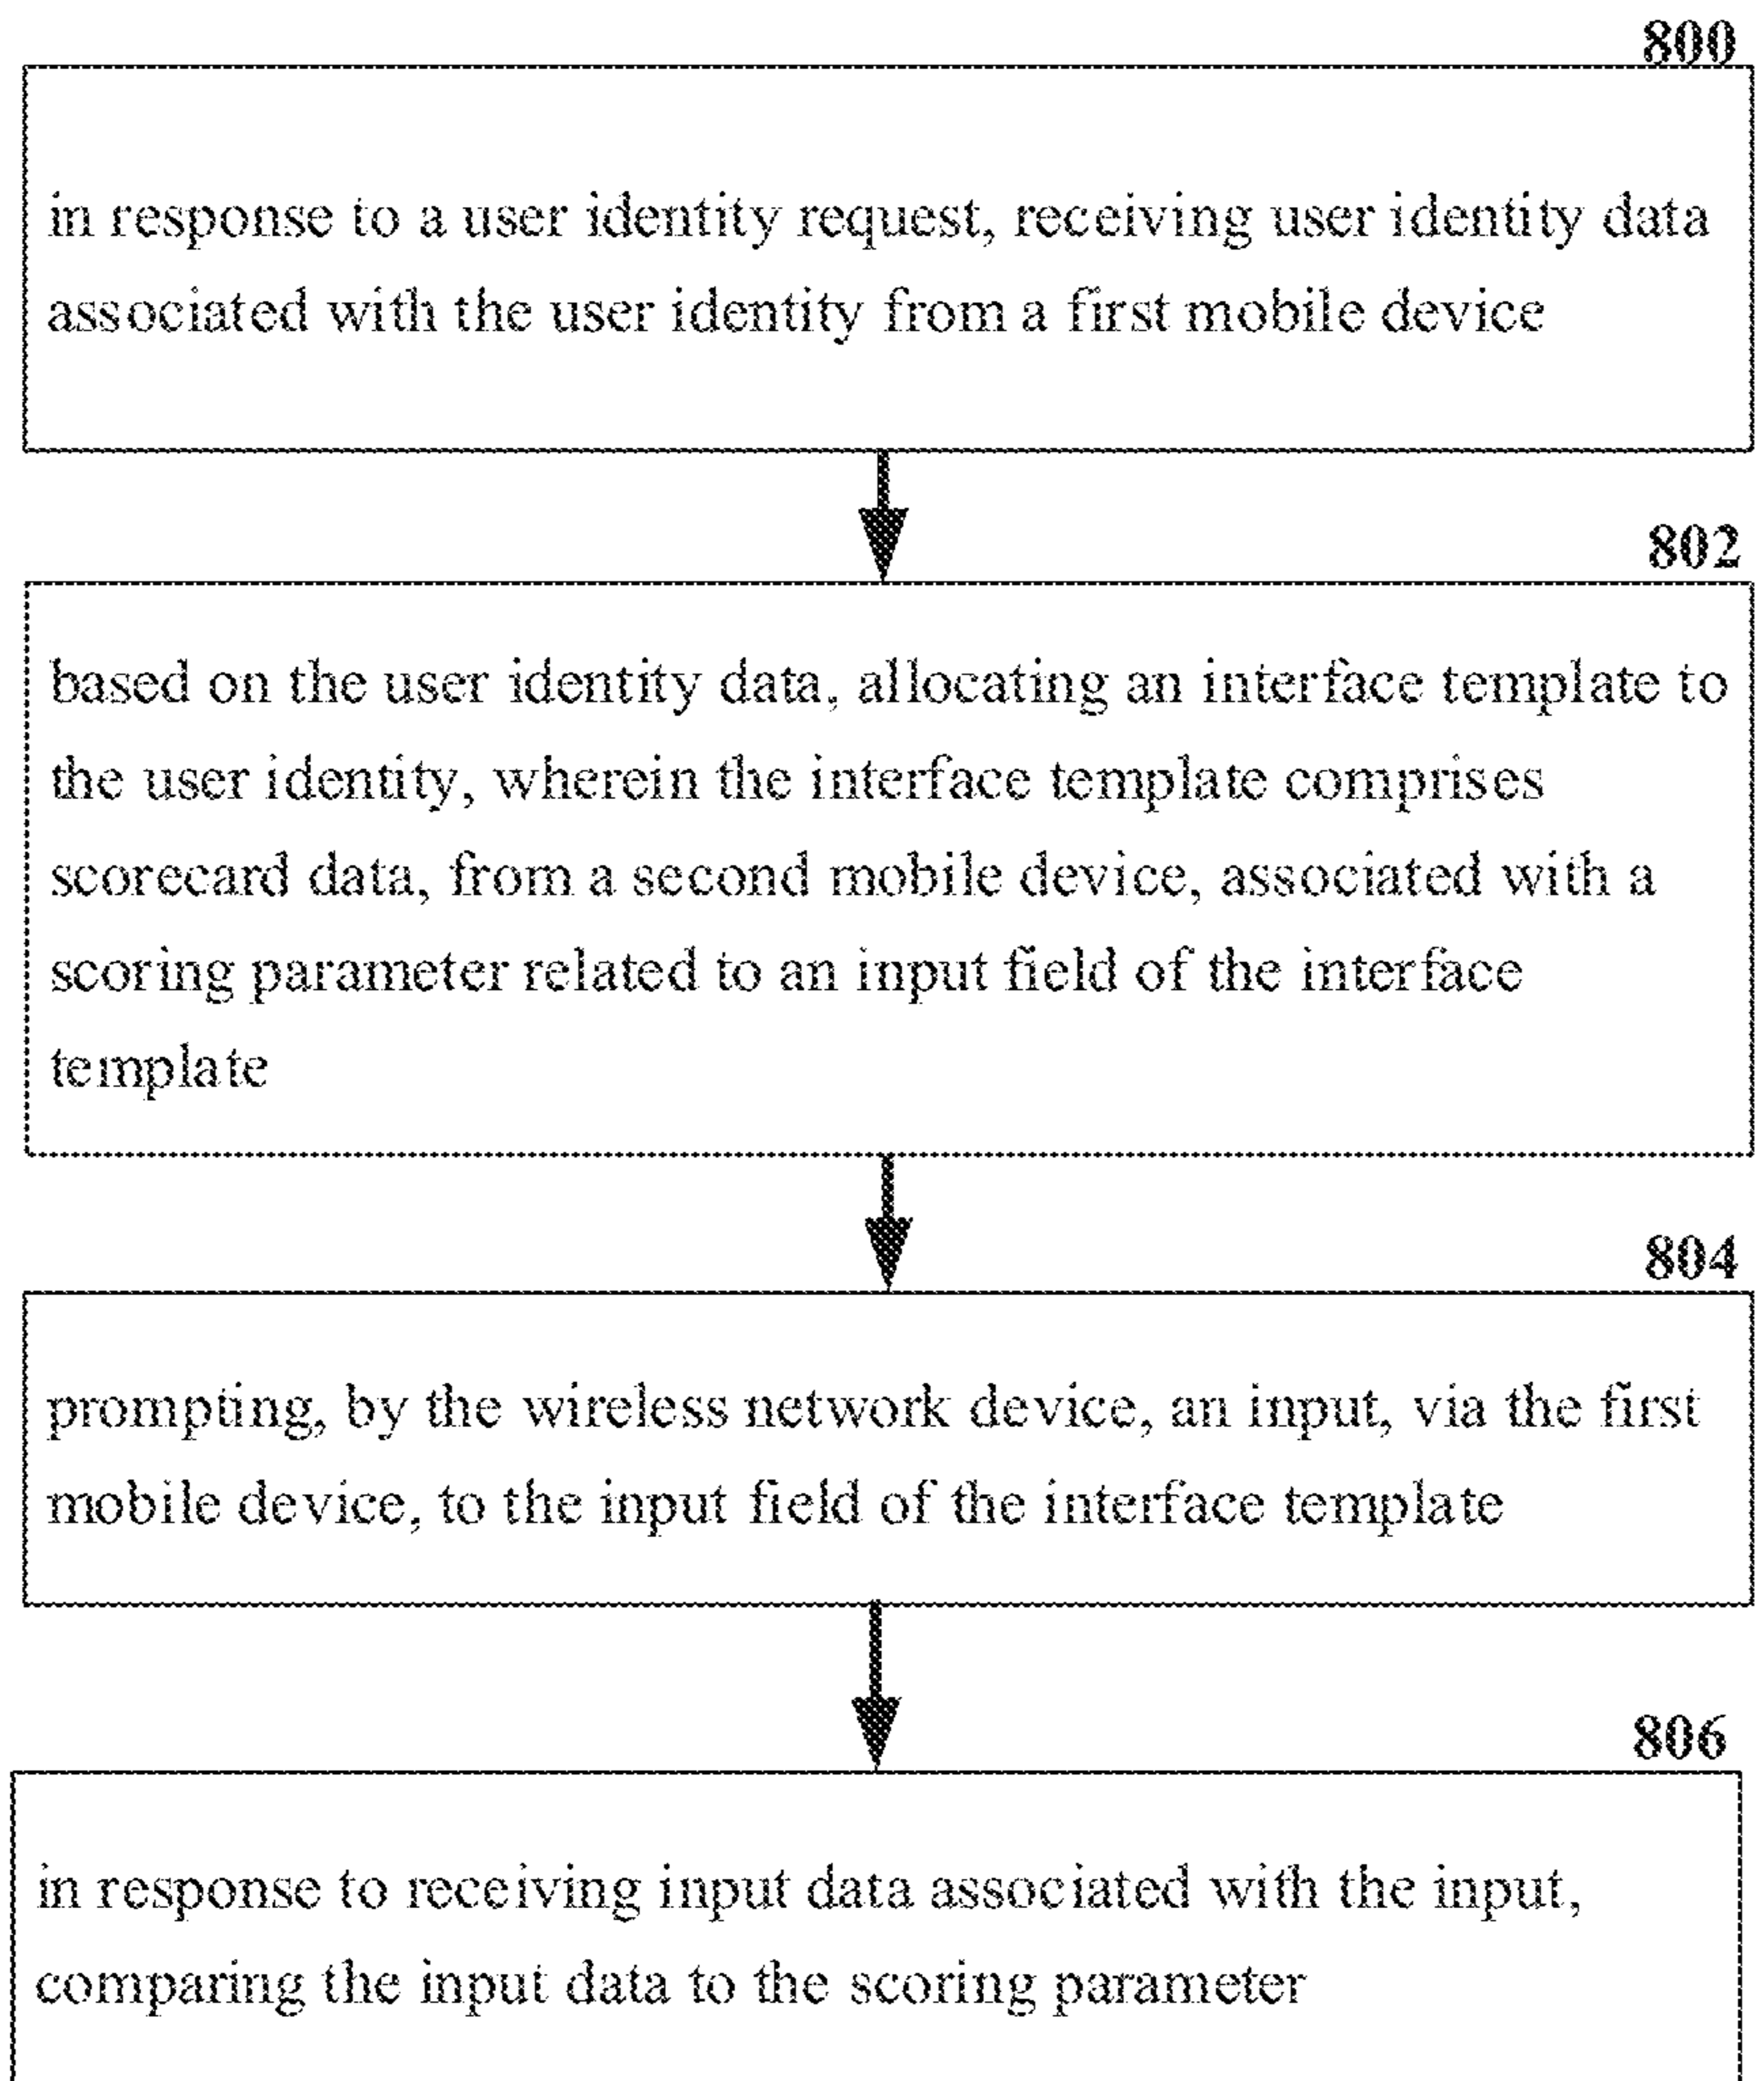 800
in response to a user identity request, receiving user identity data
associated with the user identity from a first mobile device
802
based on the user identity data, allocating an interface template to
the user identity, wherein the interface template comprises
scorecard data, from a second mobile device, associated with a
scoring parameter related to an input field of the interface
template
804
prompting, by the wireless network device, an input, via the first
mobile device, to the input field of the interface template
806
in response to receiving input data associated with the input,
comparing the input data to the scoring parameter